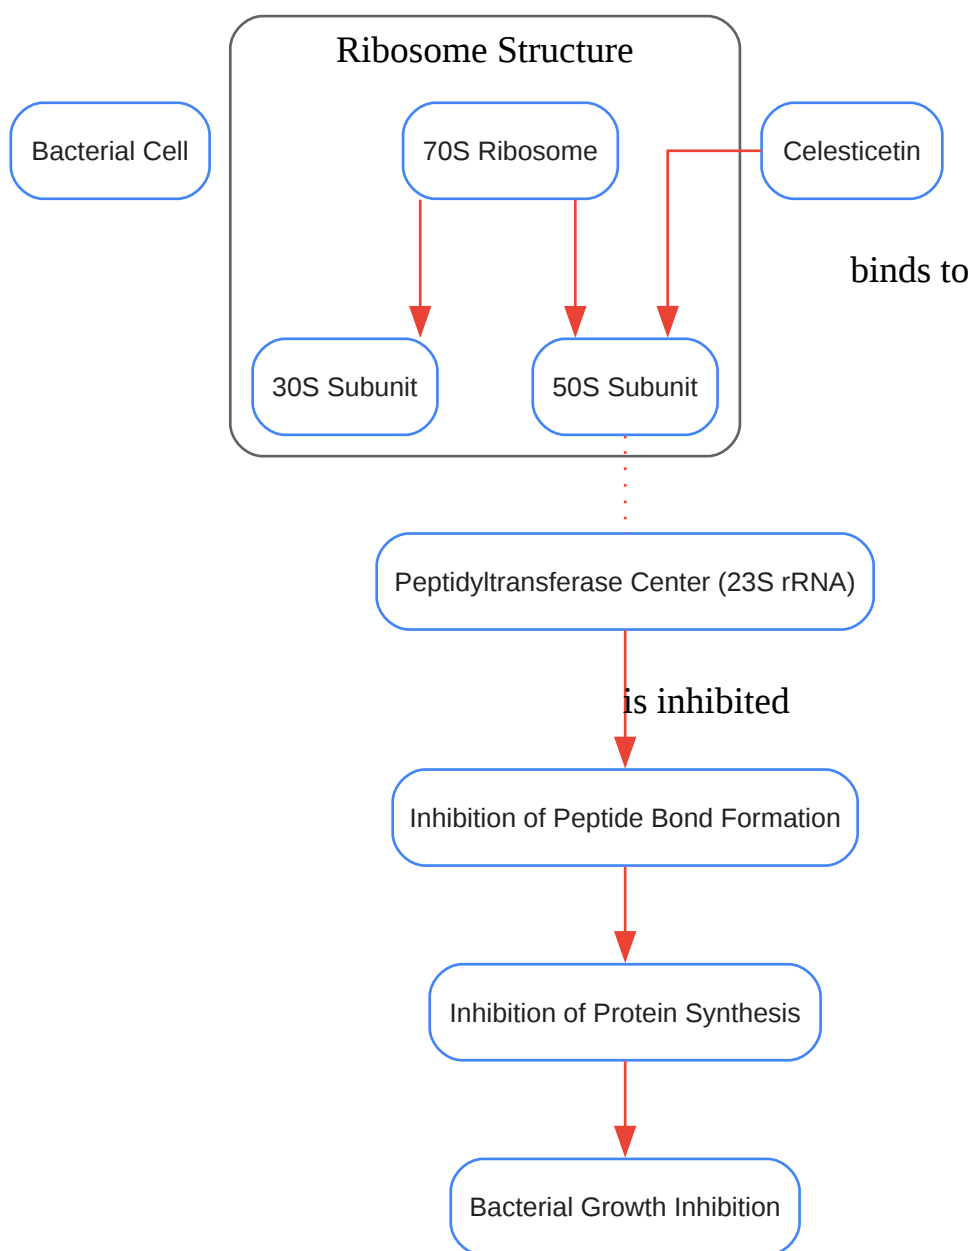 Ribosome Structure
Bacterial Cell
70S Ribosome
Celesticetin
binds to
30S Subunit
50S Subunit
Peptidyltransferase Center (23S rRNA)
is inhibited
Inhibition of Peptide Bond Formation
Inhibition of Protein Synthesis
Bacterial Growth Inhibition